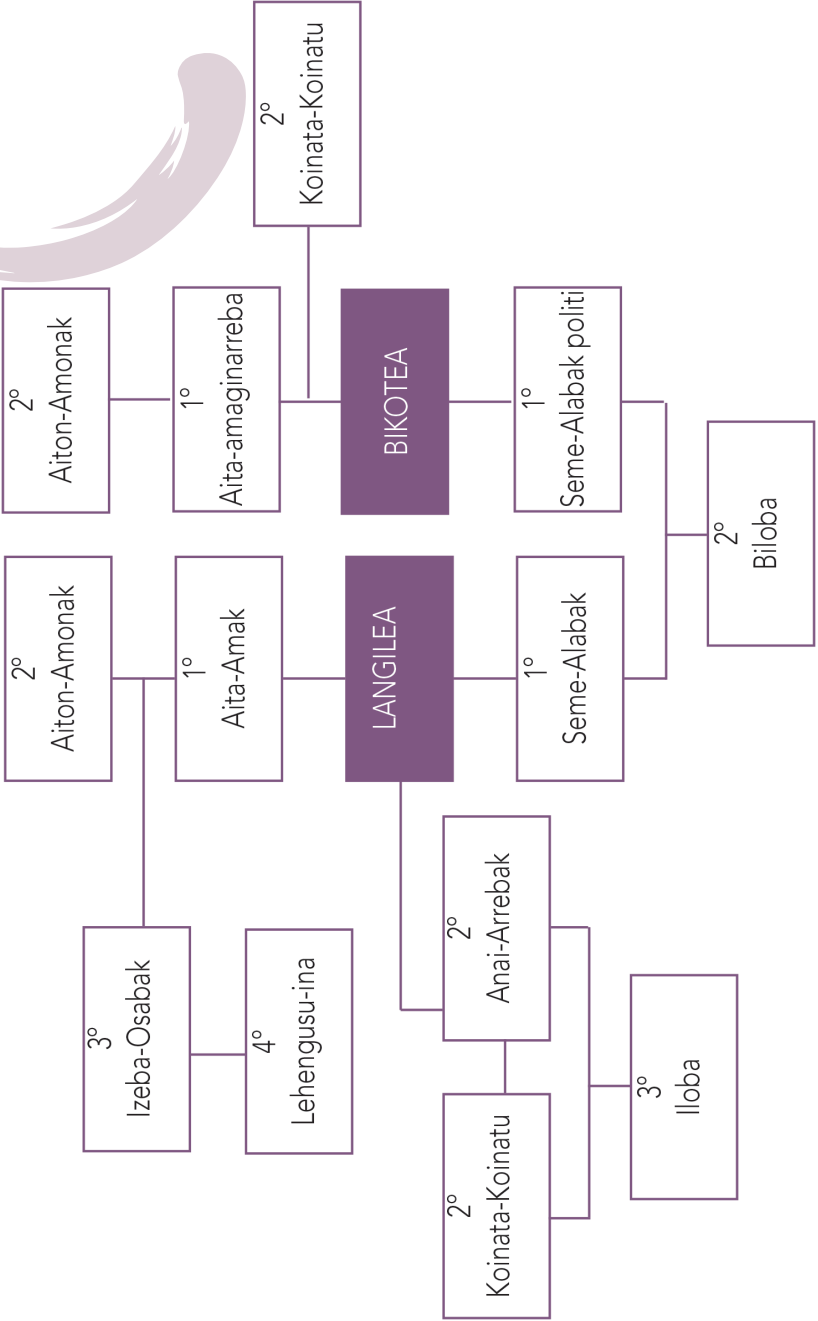 2º
Aiton-Amonak
2º
Aiton-Amonak
3º
Izeba-Osabak
1º
Aita-Amak
1º
Aita-amaginarreba
4º
Lehengusu-ina
2º
Koinata-Koinatu
LANGILEA
BIKOTEA
2º
Koinata-Koinatu
2º
Anai-Arrebak
1º
Seme-Alabak
1º
Seme-Alabak politi
3º
Iloba
2º
Biloba